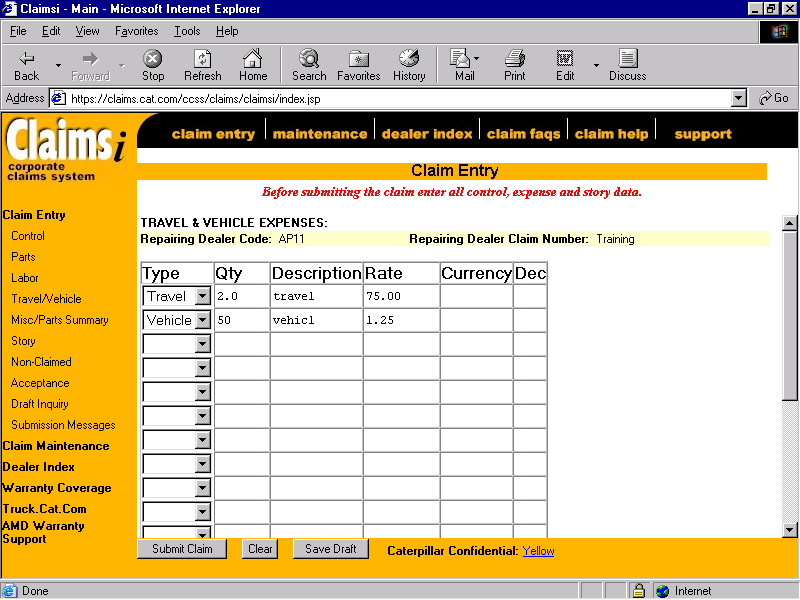 Claimsi - Main - Microsoft Internet Explorer
File Edit View Favorites Tools Help
Back Forward Stop Refresh Home Search Favorites History Mail Print Edit Discuss
Address https://claims.cat.com/ccss/claims/claimsi/index.jsp Go
Claimsi
corporate
claims system
claim entry maintenance dealer index claim faqs claim help support
Claim Entry
Before submitting the claim enter all control, expense and story data.
Claim Entry
Control
Parts
Labor
Travel/Vehicle
Misc/Parts Summary
Story
Non-Claimed
Acceptance
Draft Inquiry
Submission Messages
Claim Maintenance
Dealer Index
Warranty Coverage
Truck.Cat.Com
AMD Warranty
Support
TRAVEL & VEHICLE EXPENSES:
Repairing Dealer Code: AP11 Repairing Dealer Claim Number: Training
Type Qty Description Rate Currency Dec
Travel 2.0 travel 75.00
Vehicle 50 vehicl 1.25
Submit Claim Clear Save Draft Caterpillar Confidential: Yellow
Done Internet